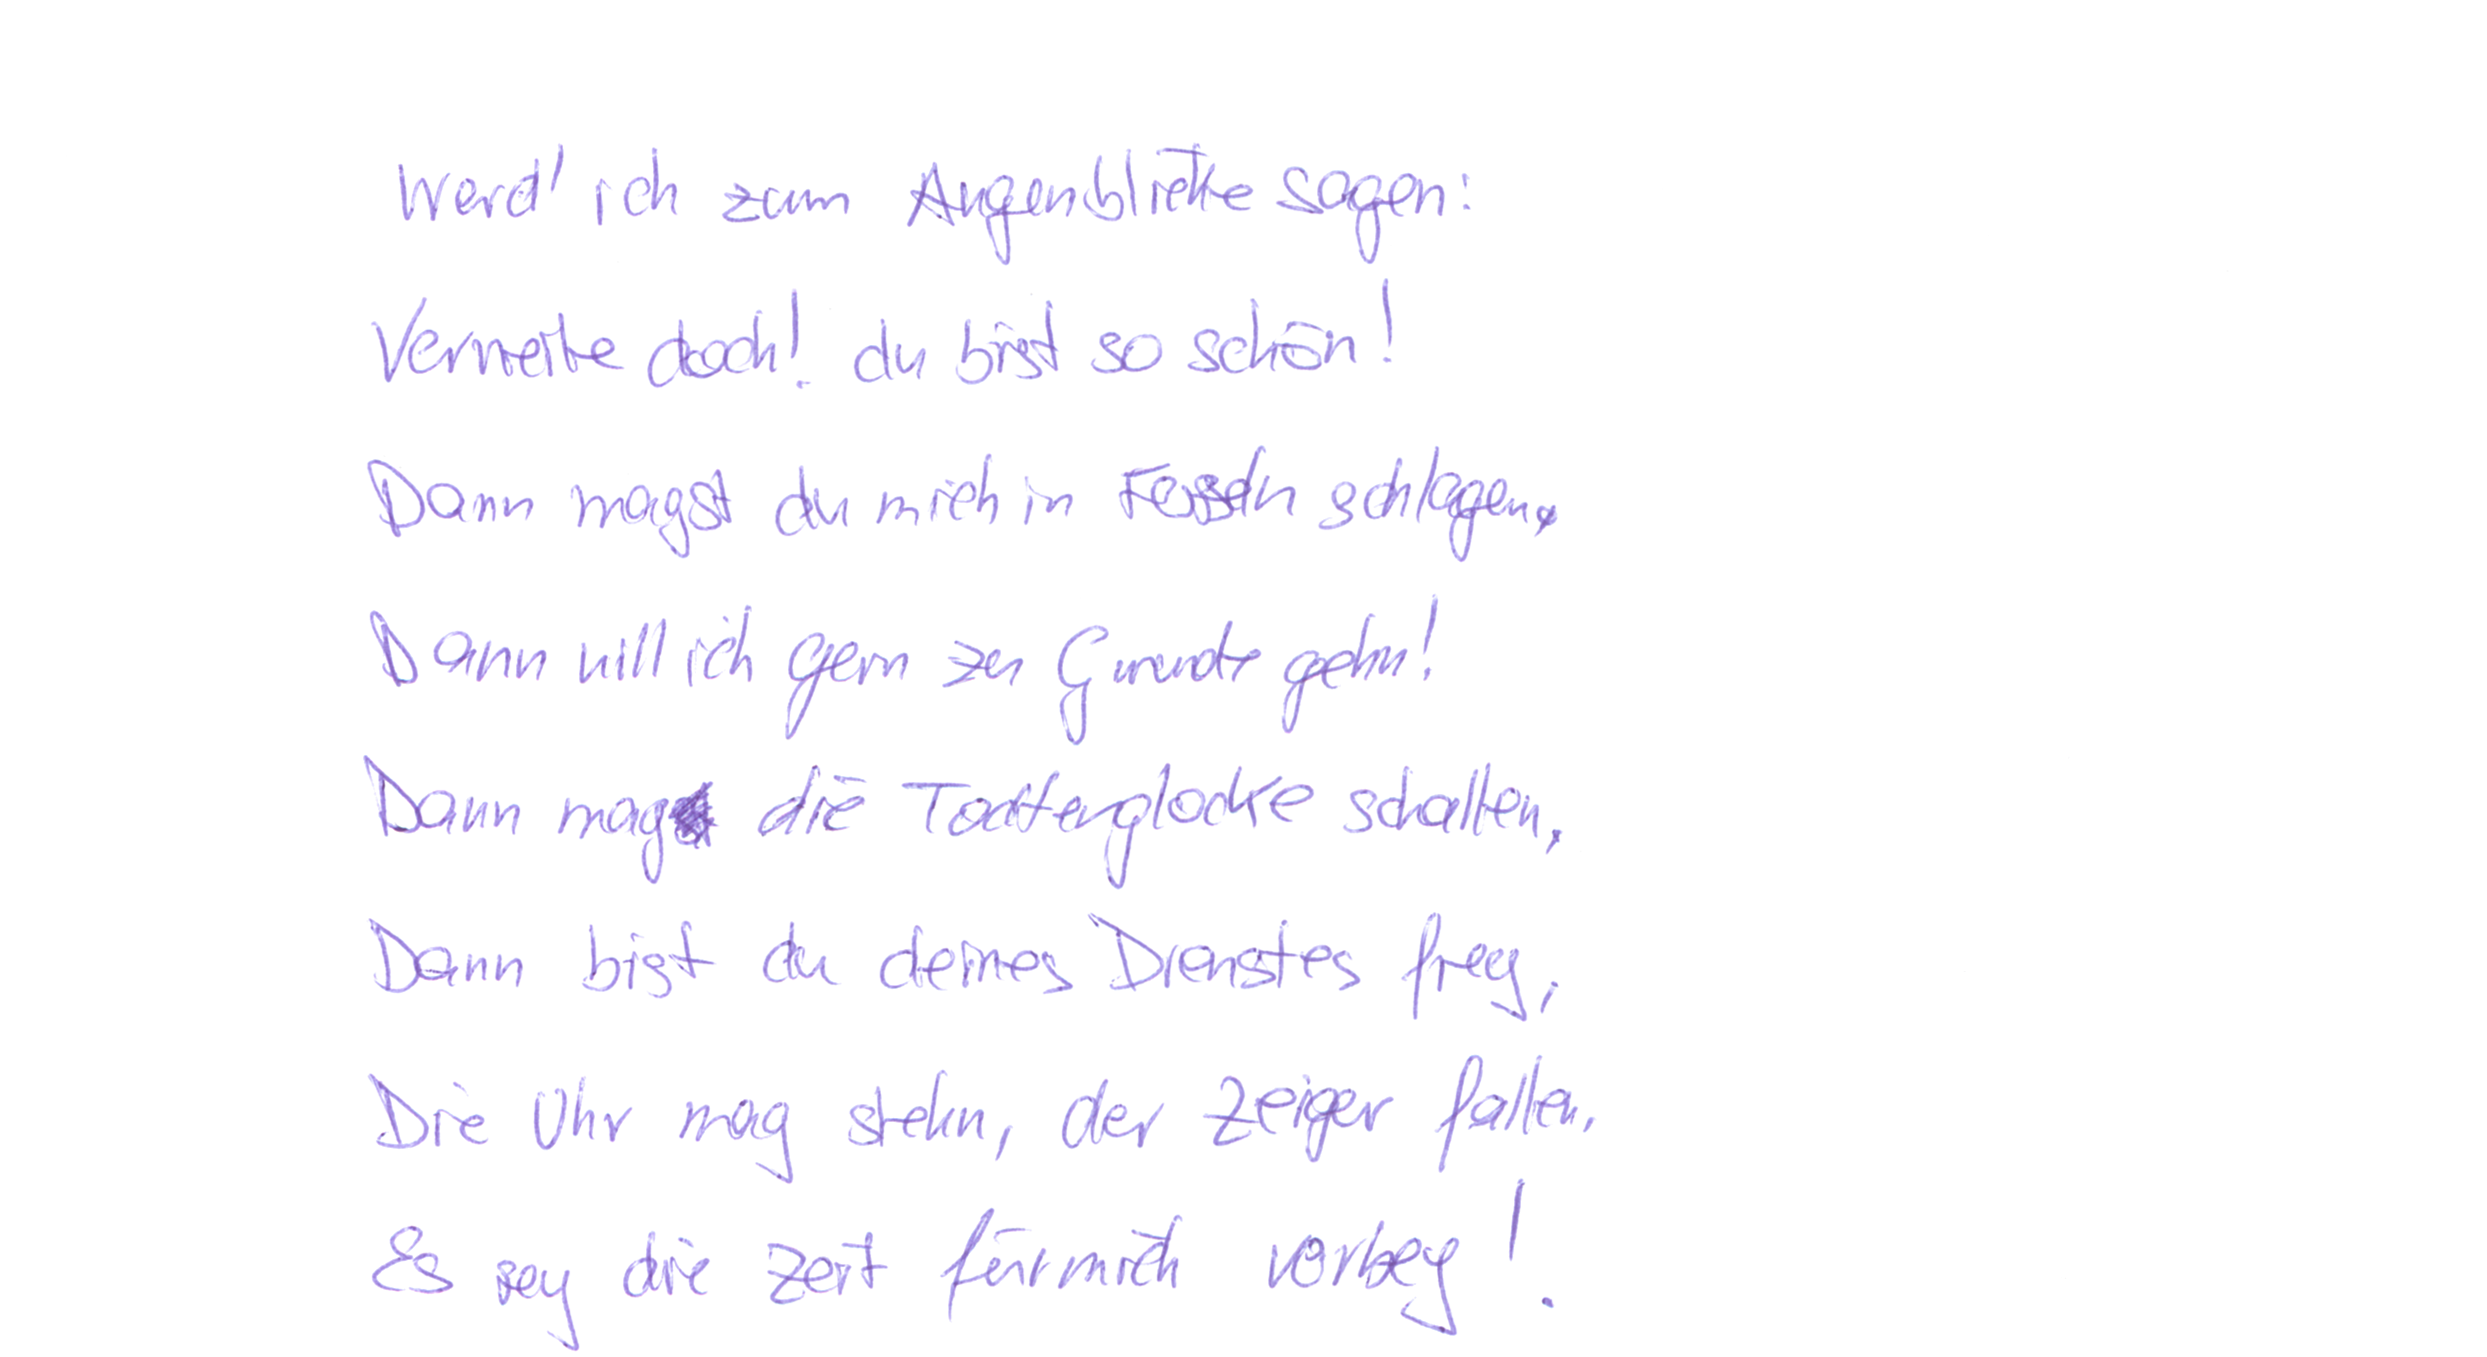 Werd' ich zum Augenblicke sagen:
Verweile doch! du bist so schön!
Dann magst du mich in Fesseln schlagen,
Dann will ich gern zu Grunde gehn!
Dann mag die Todtenglocke schallen,
Dann bist du deines Dienstes frey,
Die Uhr mag stehn, der Zeiger fallen,
Es sey die Zeit für mich vorbey!